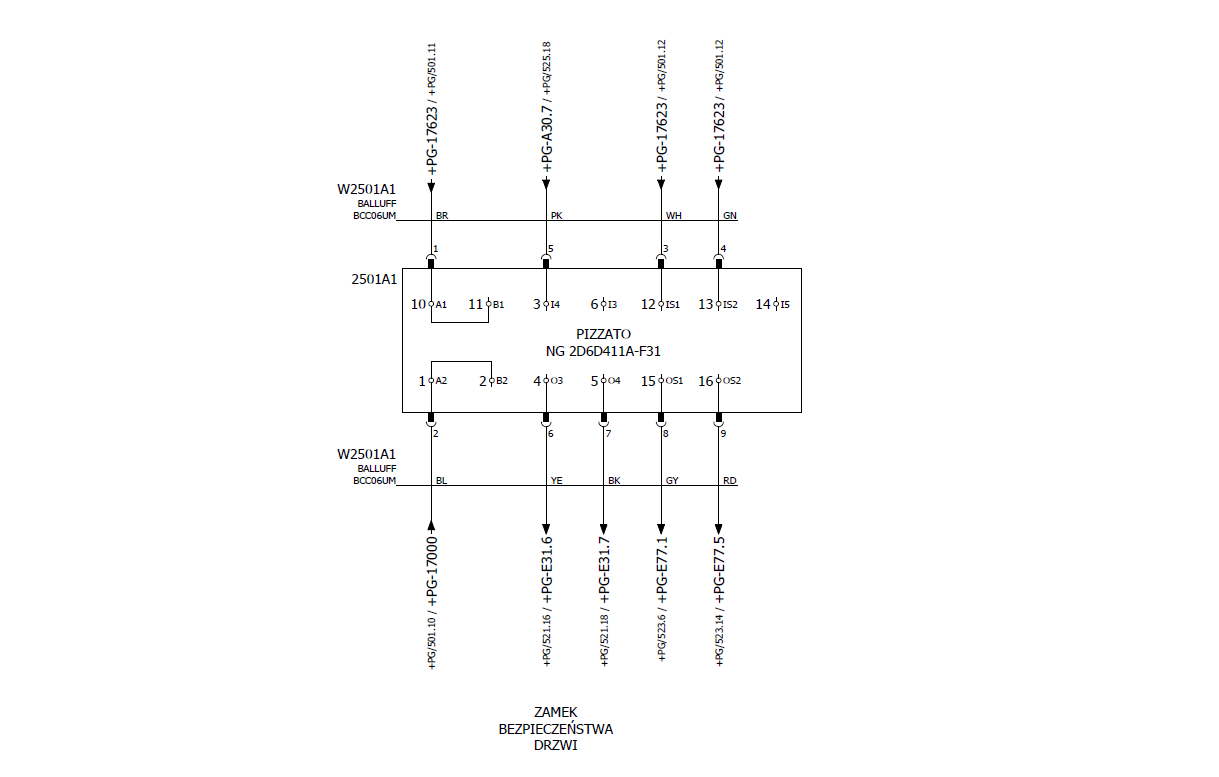 +PG-17623 / +PG/501.11
+PG-A30.7 / +PG/525.18
+PG-17623 / +PG/501.12
+PG-17623 / +PG/501.12
W2501A1
BALLUFF
BCC06UM
BR
PK
WH
GN
1
5
3
4
2501A1
10 A1
11 B1
3 I4
6 I3
12 IS1
13 IS2
14 I5
PIZZATO
NG 2D6D411A-F31
1 A2
2 B2
4 O3
5 O4
15 OS1
16 OS2
2
6
7
8
9
W2501A1
BALLUFF
BCC06UM
BL
YE
BK
GY
RD
+PG/501.10 / +PG-17000
+PG/521.16 / +PG-E31.6
+PG/521.18 / +PG-E31.7
+PG/523.6 / +PG-E77.1
+PG/523.14 / +PG-E77.5
ZAMEK
BEZPIECZEŃSTWA
DRZWI